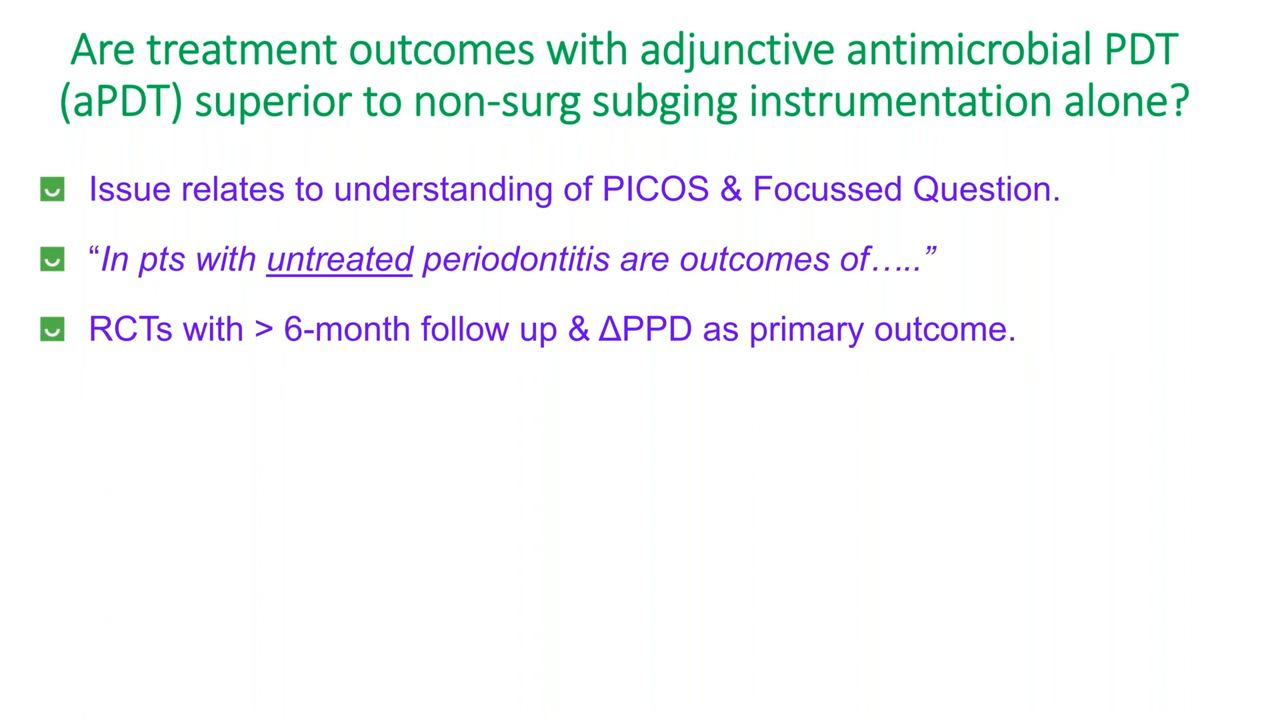 Are treatment outcomes with adjunctive antimicrobial PDT
(aPDT) superior to non-surg subging instrumentation alone?
Issue relates to understanding of PICOS & Focussed Question.
“In pts with untreated periodontitis are outcomes of…..”
RCTs with > 6-month follow up & ΔPPD as primary outcome.